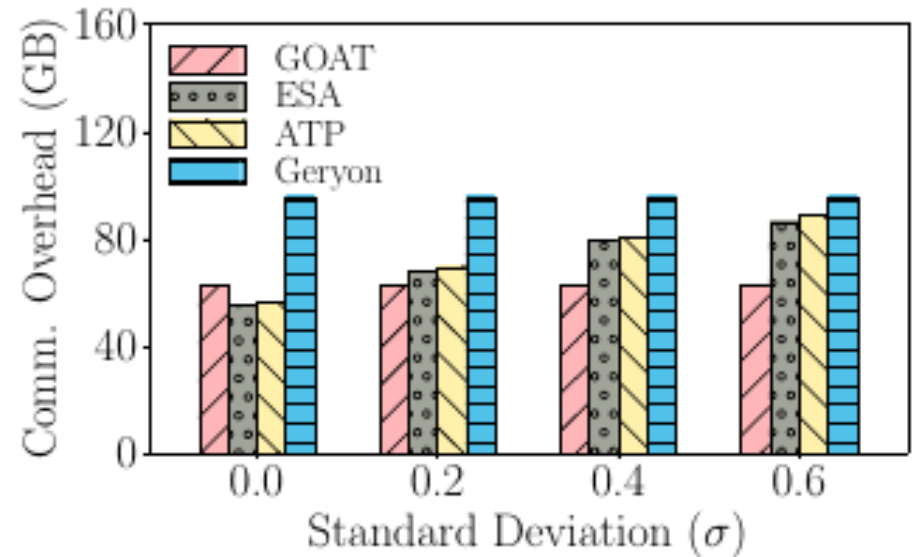 Comm. Overhead (GB)
160
120
80
40
0
GOAT
ESA
ATP
Geryon
0.0 0.2 0.4 0.6
Standard Deviation (σ)